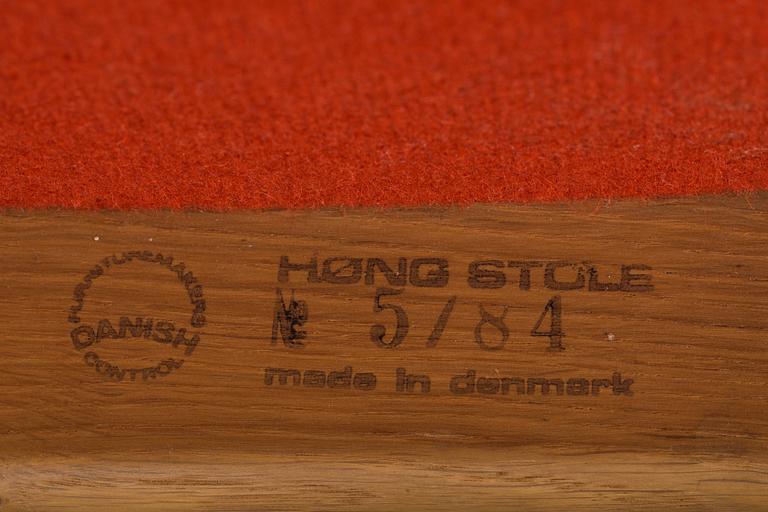 FURNITUREMAKERS
DANISH
CONTROL
HØNG STOLE
№ 5/84
made in denmark